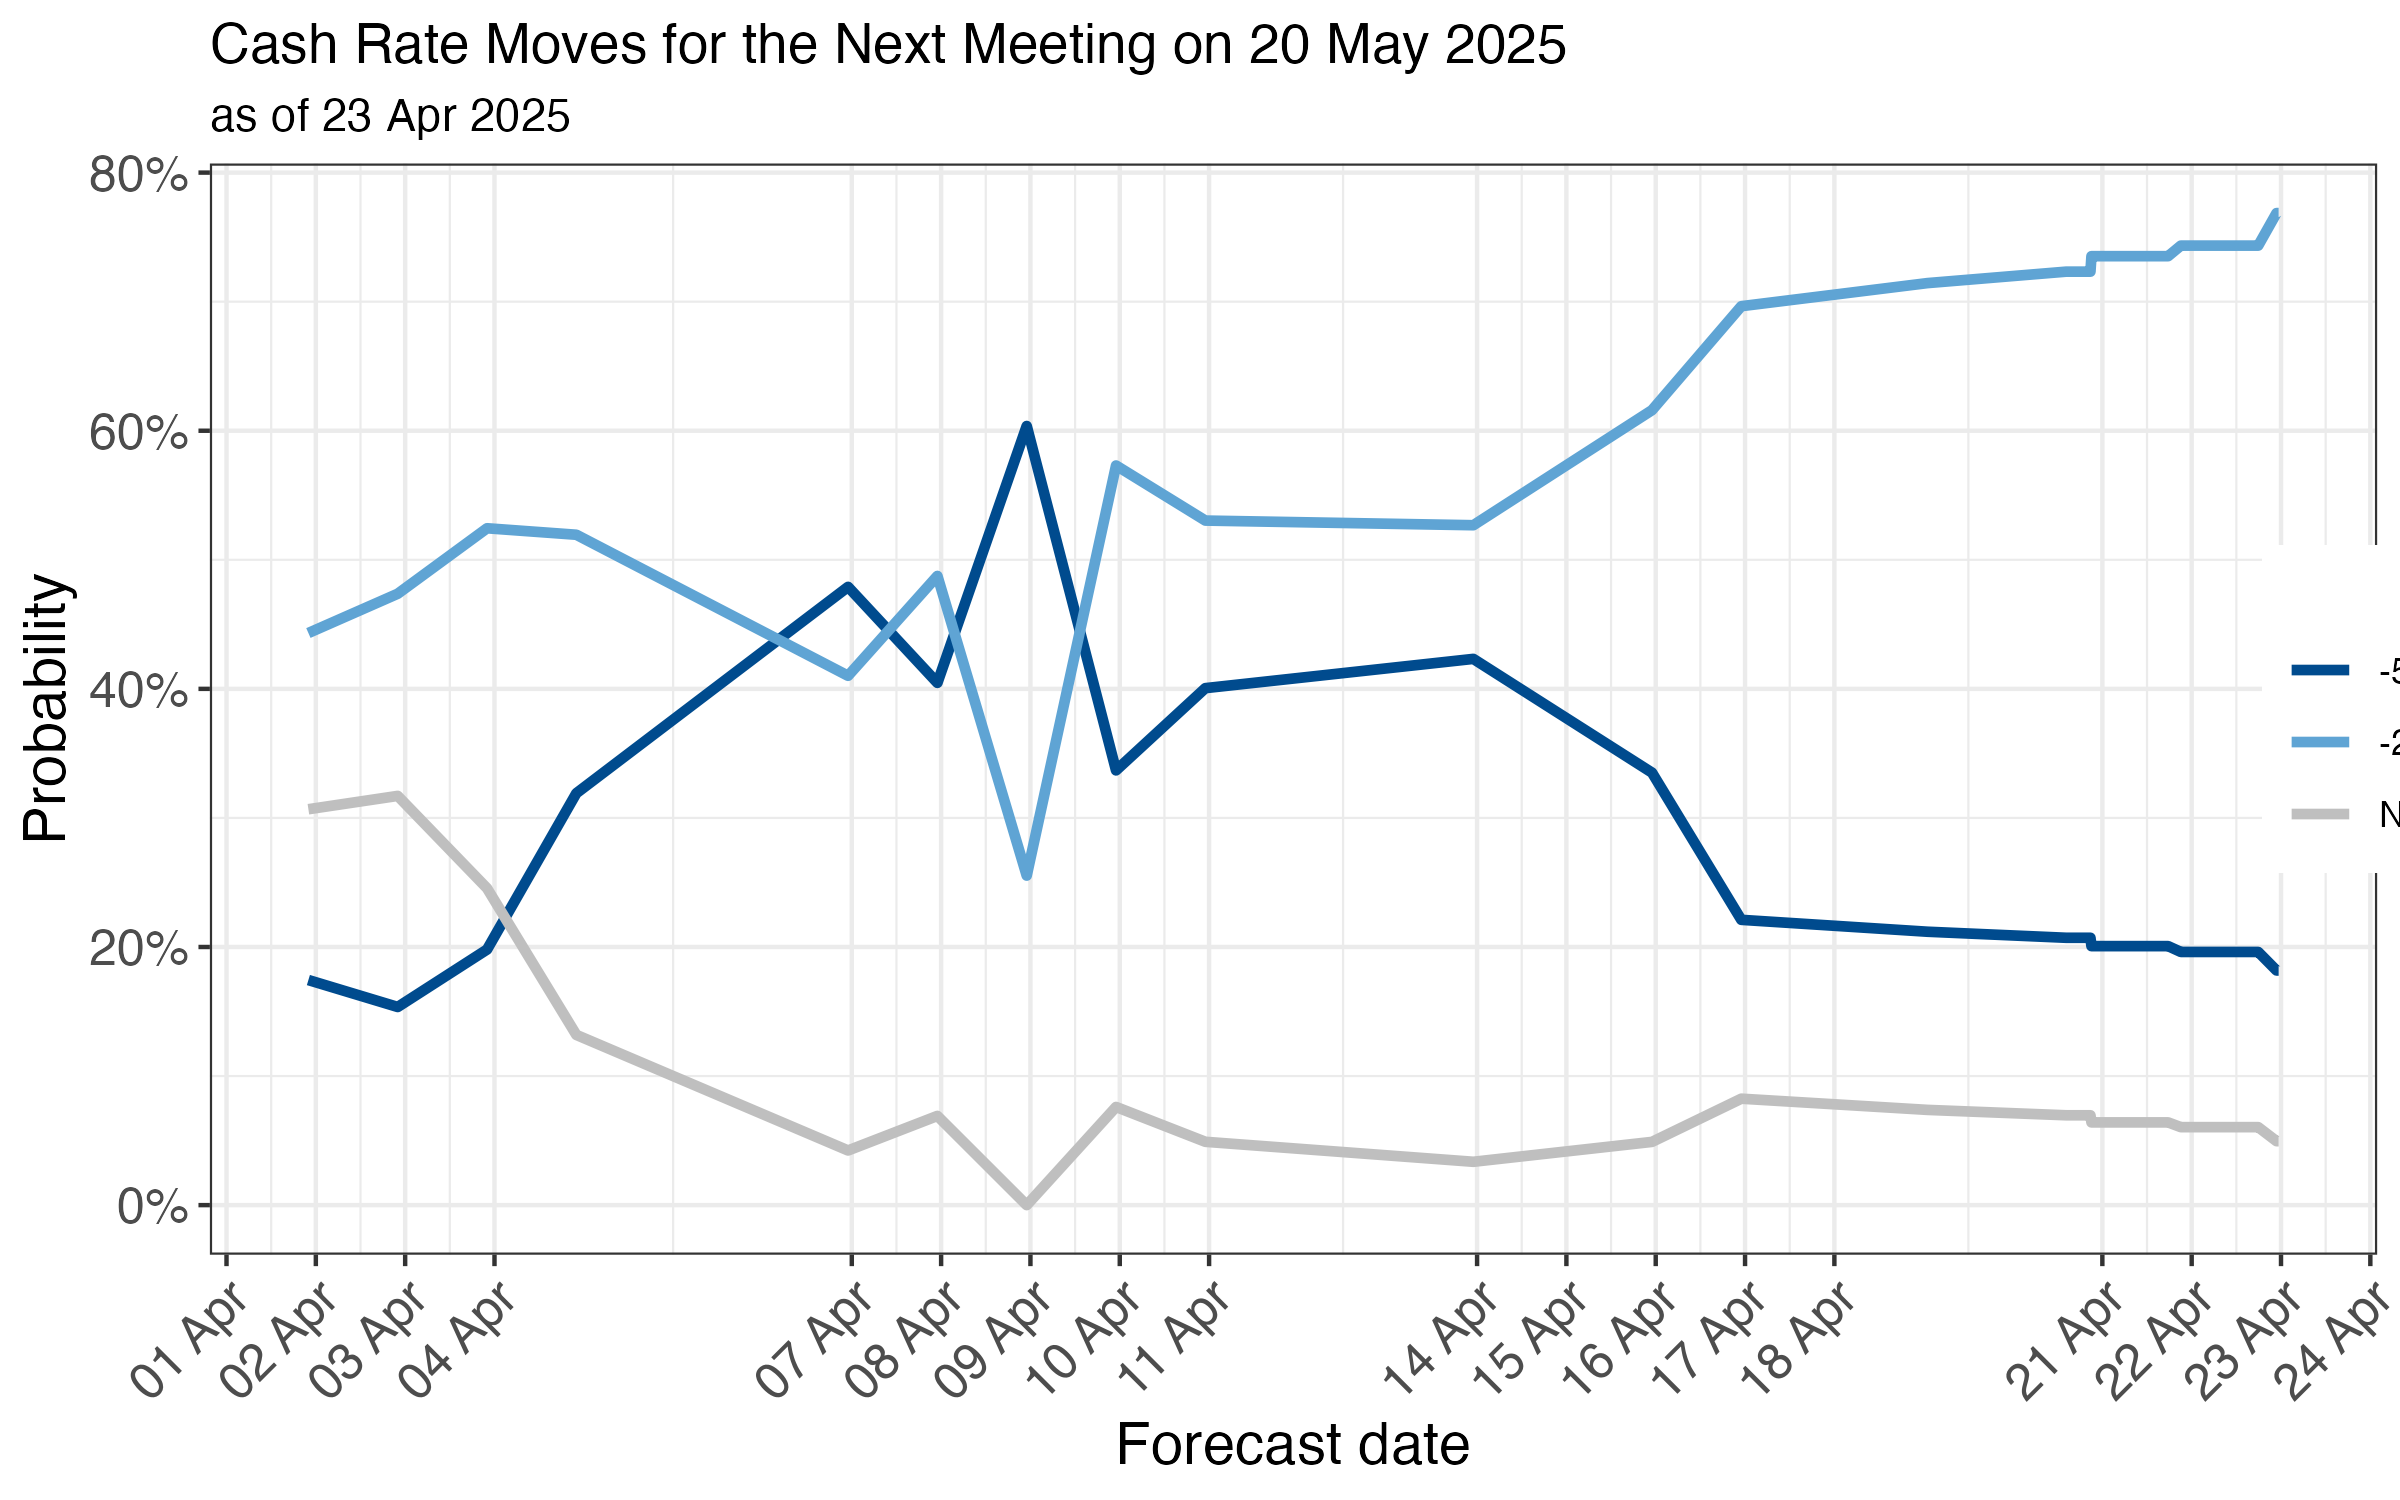 Cash Rate Moves for the Next Meeting on 20 May 2025
as of 23 Apr 2025
80%
60%
40%
20%
0%
Probability
-5
-2
N
01 Apr
02 Apr
03 Apr
04 Apr
07 Apr
08 Apr
09 Apr
10 Apr
11 Apr
14 Apr
15 Apr
16 Apr
17 Apr
18 Apr
21 Apr
22 Apr
23 Apr
24 Apr
Forecast date